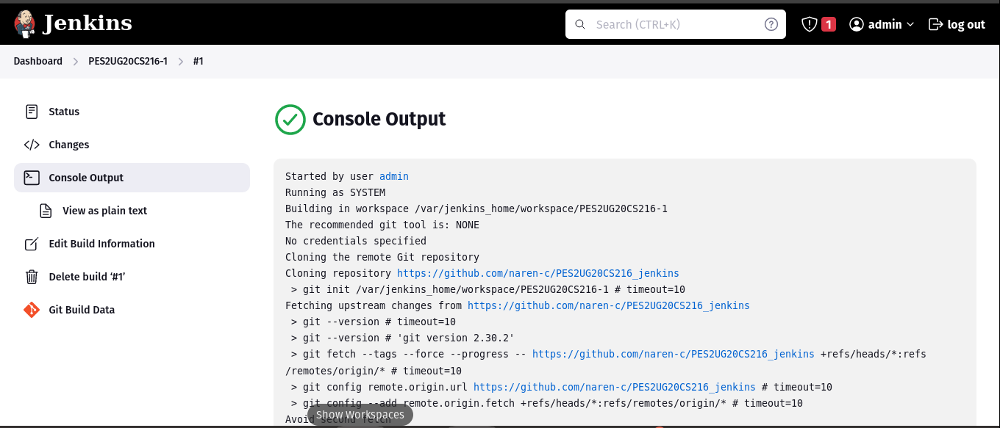 Jenkins
Search (CTRL+K)
1
admin
log out
Dashboard
PES2UG20CS216-1
#1
Status
Changes
Console Output
View as plain text
Edit Build Information
Delete build ‘#1’
Git Build Data
Console Output
Started by user admin
Running as SYSTEM
Building in workspace /var/jenkins_home/workspace/PES2UG20CS216-1
The recommended git tool is: NONE
No credentials specified
Cloning the remote Git repository
Cloning repository https://github.com/naren-c/PES2UG20CS216_jenkins
> git init /var/jenkins_home/workspace/PES2UG20CS216-1 # timeout=10
Fetching upstream changes from https://github.com/naren-c/PES2UG20CS216_jenkins
> git --version # timeout=10
> git --version # 'git version 2.30.2'
> git fetch --tags --force --progress -- https://github.com/naren-c/PES2UG20CS216_jenkins +refs/heads/*:refs
/remotes/origin/* # timeout=10
> git config remote.origin.url https://github.com/naren-c/PES2UG20CS216_jenkins # timeout=10
> git config --add remote.origin.fetch +refs/heads/*:refs/remotes/origin/* # timeout=10
Avoid second fetch
Show Workspaces